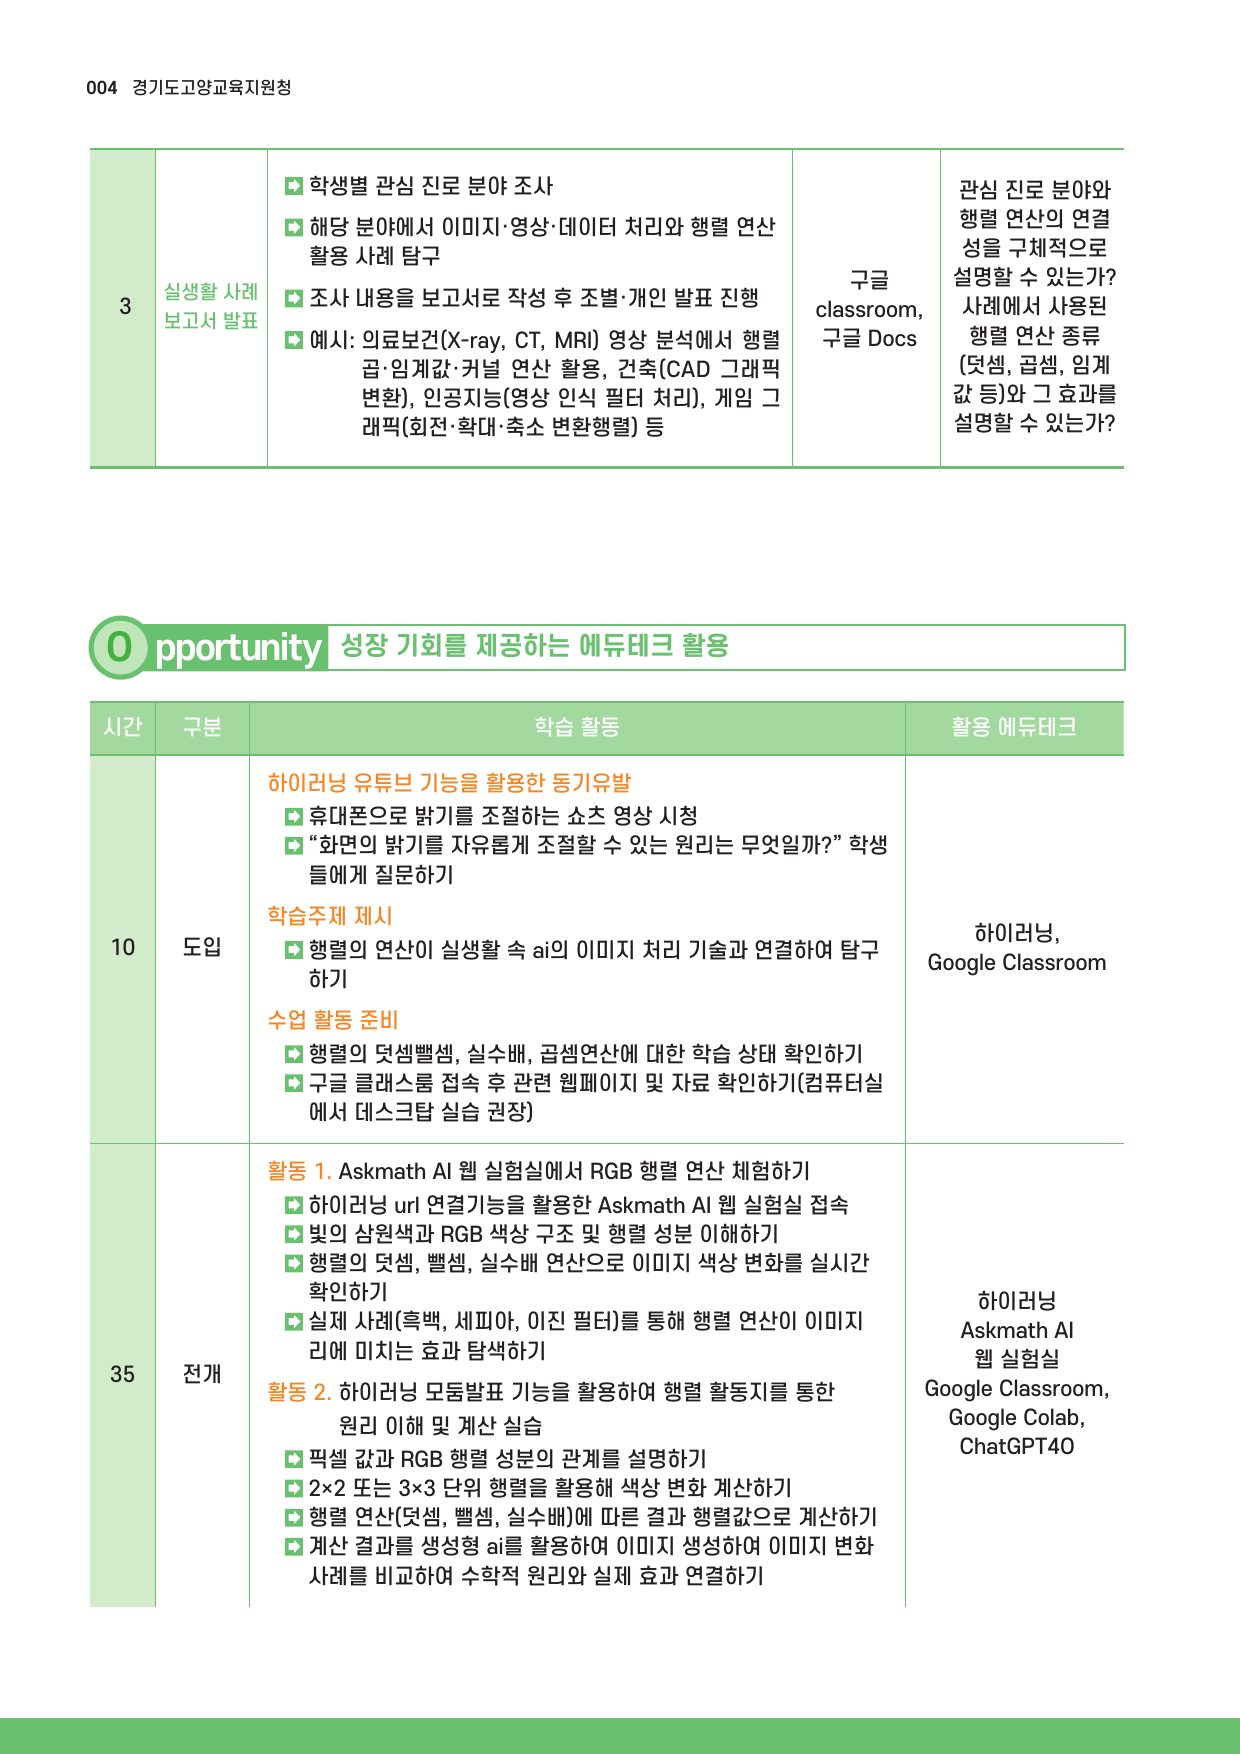 004 경기도고양교육지원청
3
실생활 사례
보고서 발표
학생별 관심 진로 분야 조사
해당 분야에서 이미지·영상·데이터 처리와 행렬 연산
활용 사례 탐구
조사 내용을 보고서로 작성 후 조별·개인 발표 진행
예시: 의료보건(X-ray, CT, MRI) 영상 분석에서 행렬
곱·임계값·커널 연산 활용, 건축(CAD 그래픽
변환), 인공지능(영상 인식 필터 처리), 게임 그
래픽(회전·확대·축소 변환행렬) 등
구글
classroom,
구글 Docs
관심 진로 분야와
행렬 연산의 연결
성을 구체적으로
설명할 수 있는가?
사례에서 사용된
행렬 연산 종류
(덧셈, 곱셈, 임계
값 등)와 그 효과를
설명할 수 있는가?
Opportunity 성장 기회를 제공하는 에듀테크 활용
시간 구분 학습 활동 활용 에듀테크
10
도입
하이러닝 유튜브 기능을 활용한 동기유발
휴대폰으로 밝기를 조절하는 쇼츠 영상 시청
“화면의 밝기를 자유롭게 조절할 수 있는 원리는 무엇일까?” 학생
들에게 질문하기
학습주제 제시
행렬의 연산이 실생활 속 ai의 이미지 처리 기술과 연결하여 탐구
하기
수업 활동 준비
행렬의 덧셈뺄셈, 실수배, 곱셈연산에 대한 학습 상태 확인하기
구글 클래스룸 접속 후 관련 웹페이지 및 자료 확인하기(컴퓨터실
에서 데스크탑 실습 권장)
하이러닝,
Google Classroom
35
전개
활동 1. Askmath AI 웹 실험실에서 RGB 행렬 연산 체험하기
하이러닝 url 연결기능을 활용한 Askmath AI 웹 실험실 접속
빛의 삼원색과 RGB 색상 구조 및 행렬 성분 이해하기
행렬의 덧셈, 뺄셈, 실수배 연산으로 이미지 색상 변화를 실시간
확인하기
실제 사례(흑백, 세피아, 이진 필터)를 통해 행렬 연산이 이미지
리에 미치는 효과 탐색하기
활동 2. 하이러닝 모둠발표 기능을 활용하여 행렬 활동지를 통한
원리 이해 및 계산 실습
픽셀 값과 RGB 행렬 성분의 관계를 설명하기
2×2 또는 3×3 단위 행렬을 활용해 색상 변화 계산하기
행렬 연산(덧셈, 뺄셈, 실수배)에 따른 결과 행렬값으로 계산하기
계산 결과를 생성형 ai를 활용하여 이미지 생성하여 이미지 변화
사례를 비교하여 수학적 원리와 실제 효과 연결하기
하이러닝
Askmath AI
웹 실험실
Google Classroom,
Google Colab,
ChatGPT4O